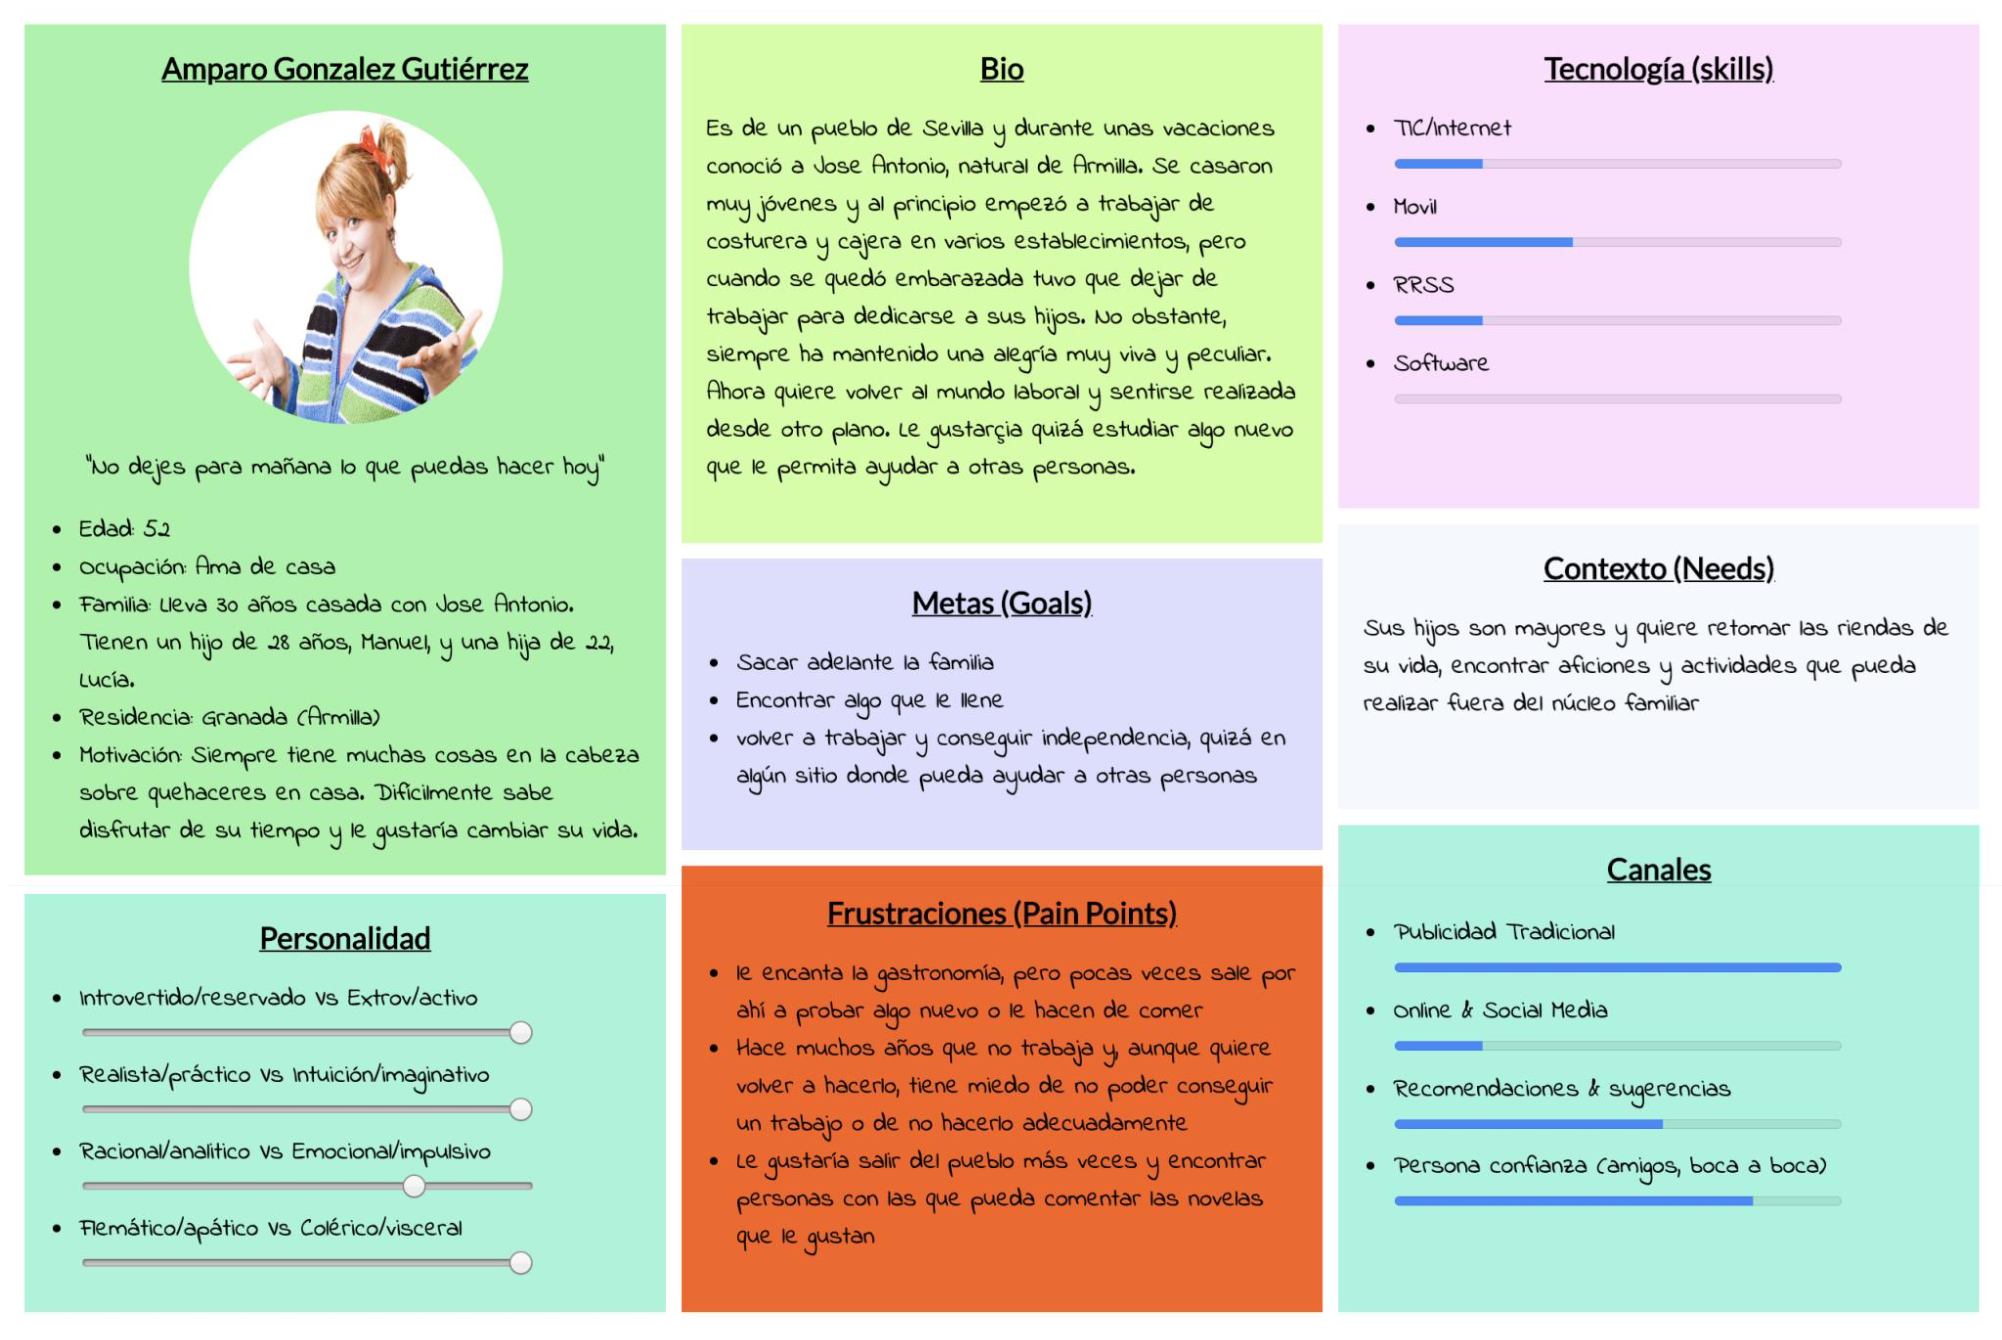 Amparo Gonzalez Gutiérrez
"No dejes para mañana lo que puedas hacer hoy"
Edad: 52
Ocupación: Ama de casa
Familia: Lleva 30 años casada con Jose Antonio.
Tienen un hijo de 28 años, Manuel, y una hija de 22,
Lucía.
Residencia: Granada (Armilla)
Motivación: Siempre tiene muchas cosas en la cabeza
sobre quehaceres en casa. Difícilmente sabe
disfrutar de su tiempo y le gustaría cambiar su vida.
Personalidad
Introvertido/reservado Vs Extrov/activo
Realista/práctico Vs Intuición/imaginativo
Racional/analítico Vs Emocional/impulsivo
Flemático/apático Vs Colérico/visceral
Bio
Es de un pueblo de Sevilla y durante unas vacaciones
conoció a Jose Antonio, natural de Armilla. Se casaron
muy jóvenes y al principio empezó a trabajar de
costurera y cajera en varios establecimientos, pero
cuando se quedó embarazada tuvo que dejar de
trabajar para dedicarse a sus hijos. No obstante,
siempre ha mantenido una alegría muy viva y peculiar.
Ahora quiere volver al mundo laboral y sentirse realizada
desde otro plano. Le gustarçia quizá estudiar algo nuevo
que le permita ayudar a otras personas.
Metas (Goals)
Sacar adelante la familia
Encontrar algo que le llene
volver a trabajar y conseguir independencia, quizá en
algún sitio donde pueda ayudar a otras personas
Frustraciones (Pain Points)
le encanta la gastronomía, pero pocas veces sale por
ahí a probar algo nuevo o le hacen de comer
Hace muchos años que no trabaja y, aunque quiere
volver a hacerlo, tiene miedo de no poder conseguir
un trabajo o de no hacerlo adecuadamente
Le gustaría salir del pueblo más veces y encontrar
personas con las que pueda comentar las novelas
que le gustan
Tecnología (skills)
TIC/Internet
Movil
RRSS
Software
Contexto (Needs)
Sus hijos son mayores y quiere retomar las riendas de
su vida, encontrar aficiones y actividades que pueda
realizar fuera del núcleo familiar
Canales
Publicidad Tradicional
Online & Social Media
Recomendaciones & sugerencias
Persona confianza (amigos, boca a boca)